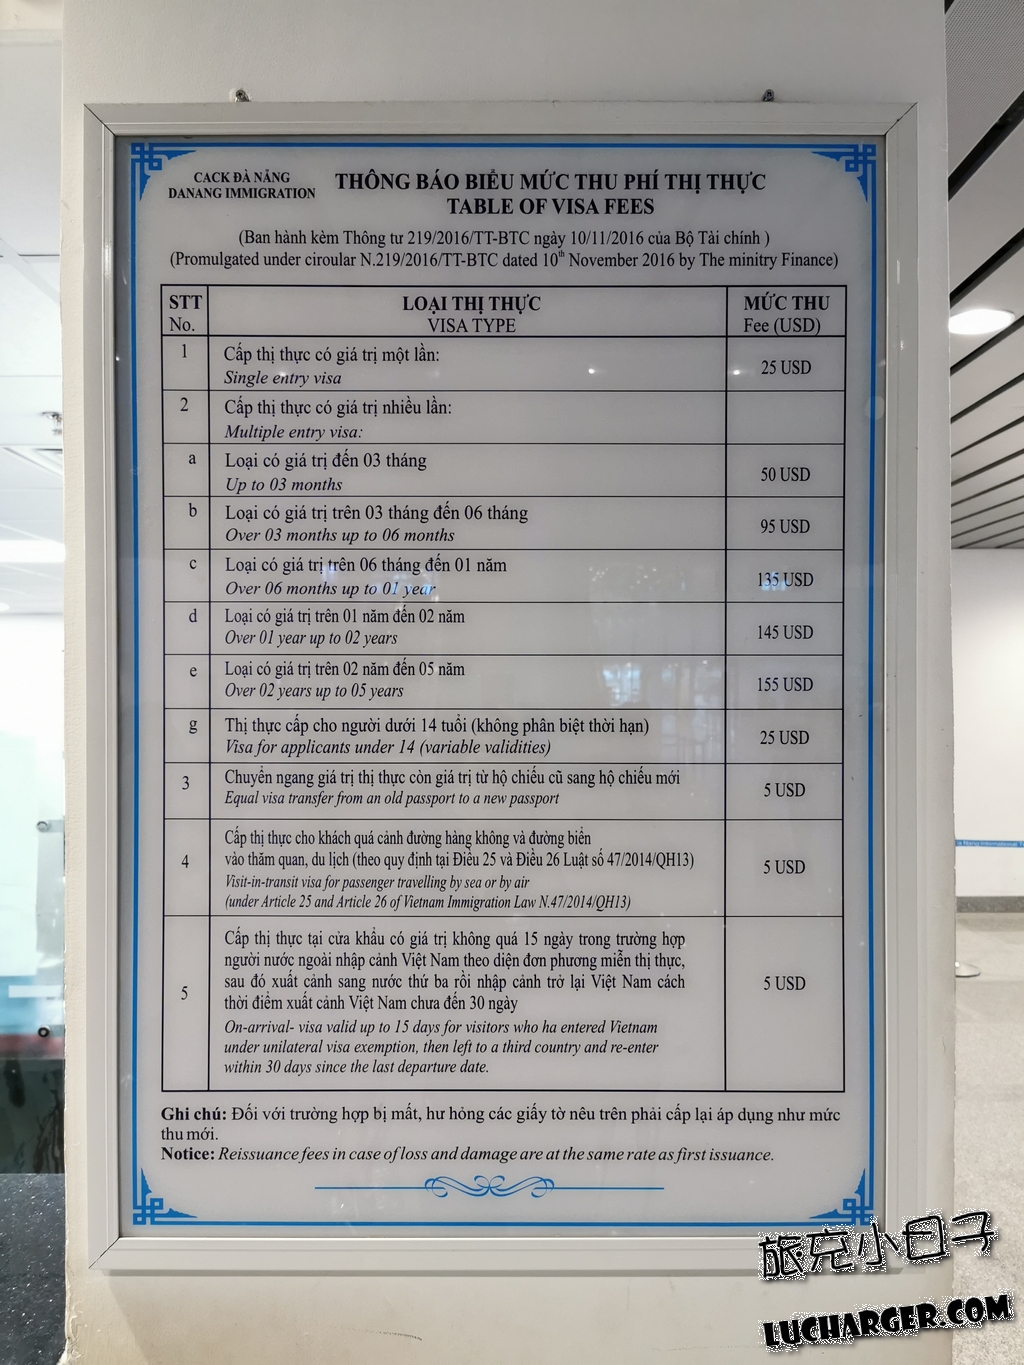 CACK ĐÀ NẴNG
DANANG IMMIGRATION
THÔNG BÁO BIỂU MỨC THU PHÍ THỊ THỰC
TABLE OF VISA FEES
(Ban hành kèm Thông tư 219/2016/TT-BTC ngày 10/11/2016 của Bộ Tài chính )
(Promulgated under ciroular N.219/2016/TT-BTC dated 10th November 2016 by The minitry Finance)
STT LOẠI THỊ THỰC MỨC THU
No. VISA TYPE Fee (USD)
1 Cấp thị thực có giá trị một lần:
Single entry visa
25 USD
2 Cấp thị thực có giá trị nhiều lần:
Multiple entry visa:
a Loại có giá trị đến 03 tháng
Up to 03 months
50 USD
b Loại có giá trị trên 03 tháng đến 06 tháng
Over 03 months up to 06 months
95 USD
c Loại có giá trị trên 06 tháng đến 01 năm
Over 06 months up to 01 year
135 USD
d Loại có giá trị trên 01 năm đến 02 năm
Over 01 year up to 02 years
145 USD
e Loại có giá trị trên 02 năm đến 05 năm
Over 02 years up to 05 years
155 USD
g Thị thực cấp cho người dưới 14 tuổi (không phân biệt thời hạn)
Visa for applicants under 14 (variable validities)
25 USD
3 Chuyển ngang giá trị thị thực còn giá trị từ hộ chiếu cũ sang hộ chiếu mới
Equal visa transfer from an old passport to a new passport
5 USD
4 Cấp thị thực cho khách quá cảnh đường hàng không và đường biển
vào thăm quan, du lịch (theo quy định tại Điều 25 và Điều 26 Luật số 47/2014/QH13)
Visit-in-transit visa for passenger travelling by sea or by air
(under Article 25 and Article 26 of Vietnam Immigration Law N.47/2014/QH13)
5 USD
5 Cấp thị thực tại cửa khẩu có giá trị không quá 15 ngày trong trường hợp
người nước ngoài nhập cảnh Việt Nam theo diện đơn phương miễn thị thực,
sau đó xuất cảnh sang nước thứ ba rồi nhập cảnh trở lại Việt Nam cách
thời điểm xuất cảnh Việt Nam chưa đến 30 ngày
On-arrival- visa valid up to 15 days for visitors who ha entered Vietnam
under unilateral visa exemption, then left to a third country and re-enter
within 30 days since the last departure date.
5 USD
Ghi chú: Đối với trường hợp bị mất, hư hỏng các giấy tờ nêu trên phải cấp lại áp dụng như mức
thu mới.
Notice: Reissuance fees in case of loss and damage are at the same rate as first issuance.
旅充小日子
LUCHARGER.COM